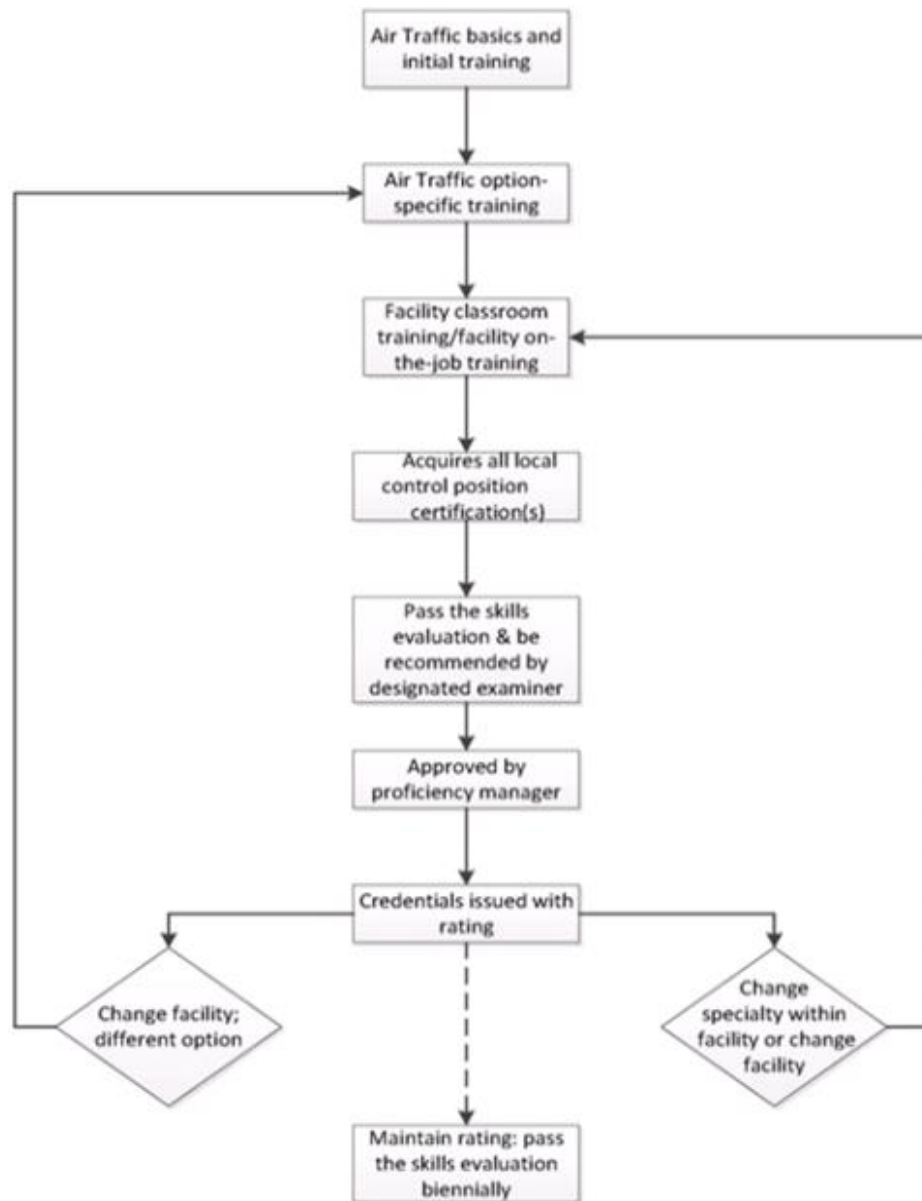 Air Traffic basics and
initial training
Air Traffic option-
specific training
Facility classroom
training/facility on-
the-job training
Acquires all local
control position
certification(s)
Pass the skills
evaluation & be
recommended by
designated examiner
Approved by
proficiency manager
Credentials issued with
rating
Change facility;
different option
Change
specialty within
facility or change
facility
Maintain rating: pass
the skills evaluation
biennially